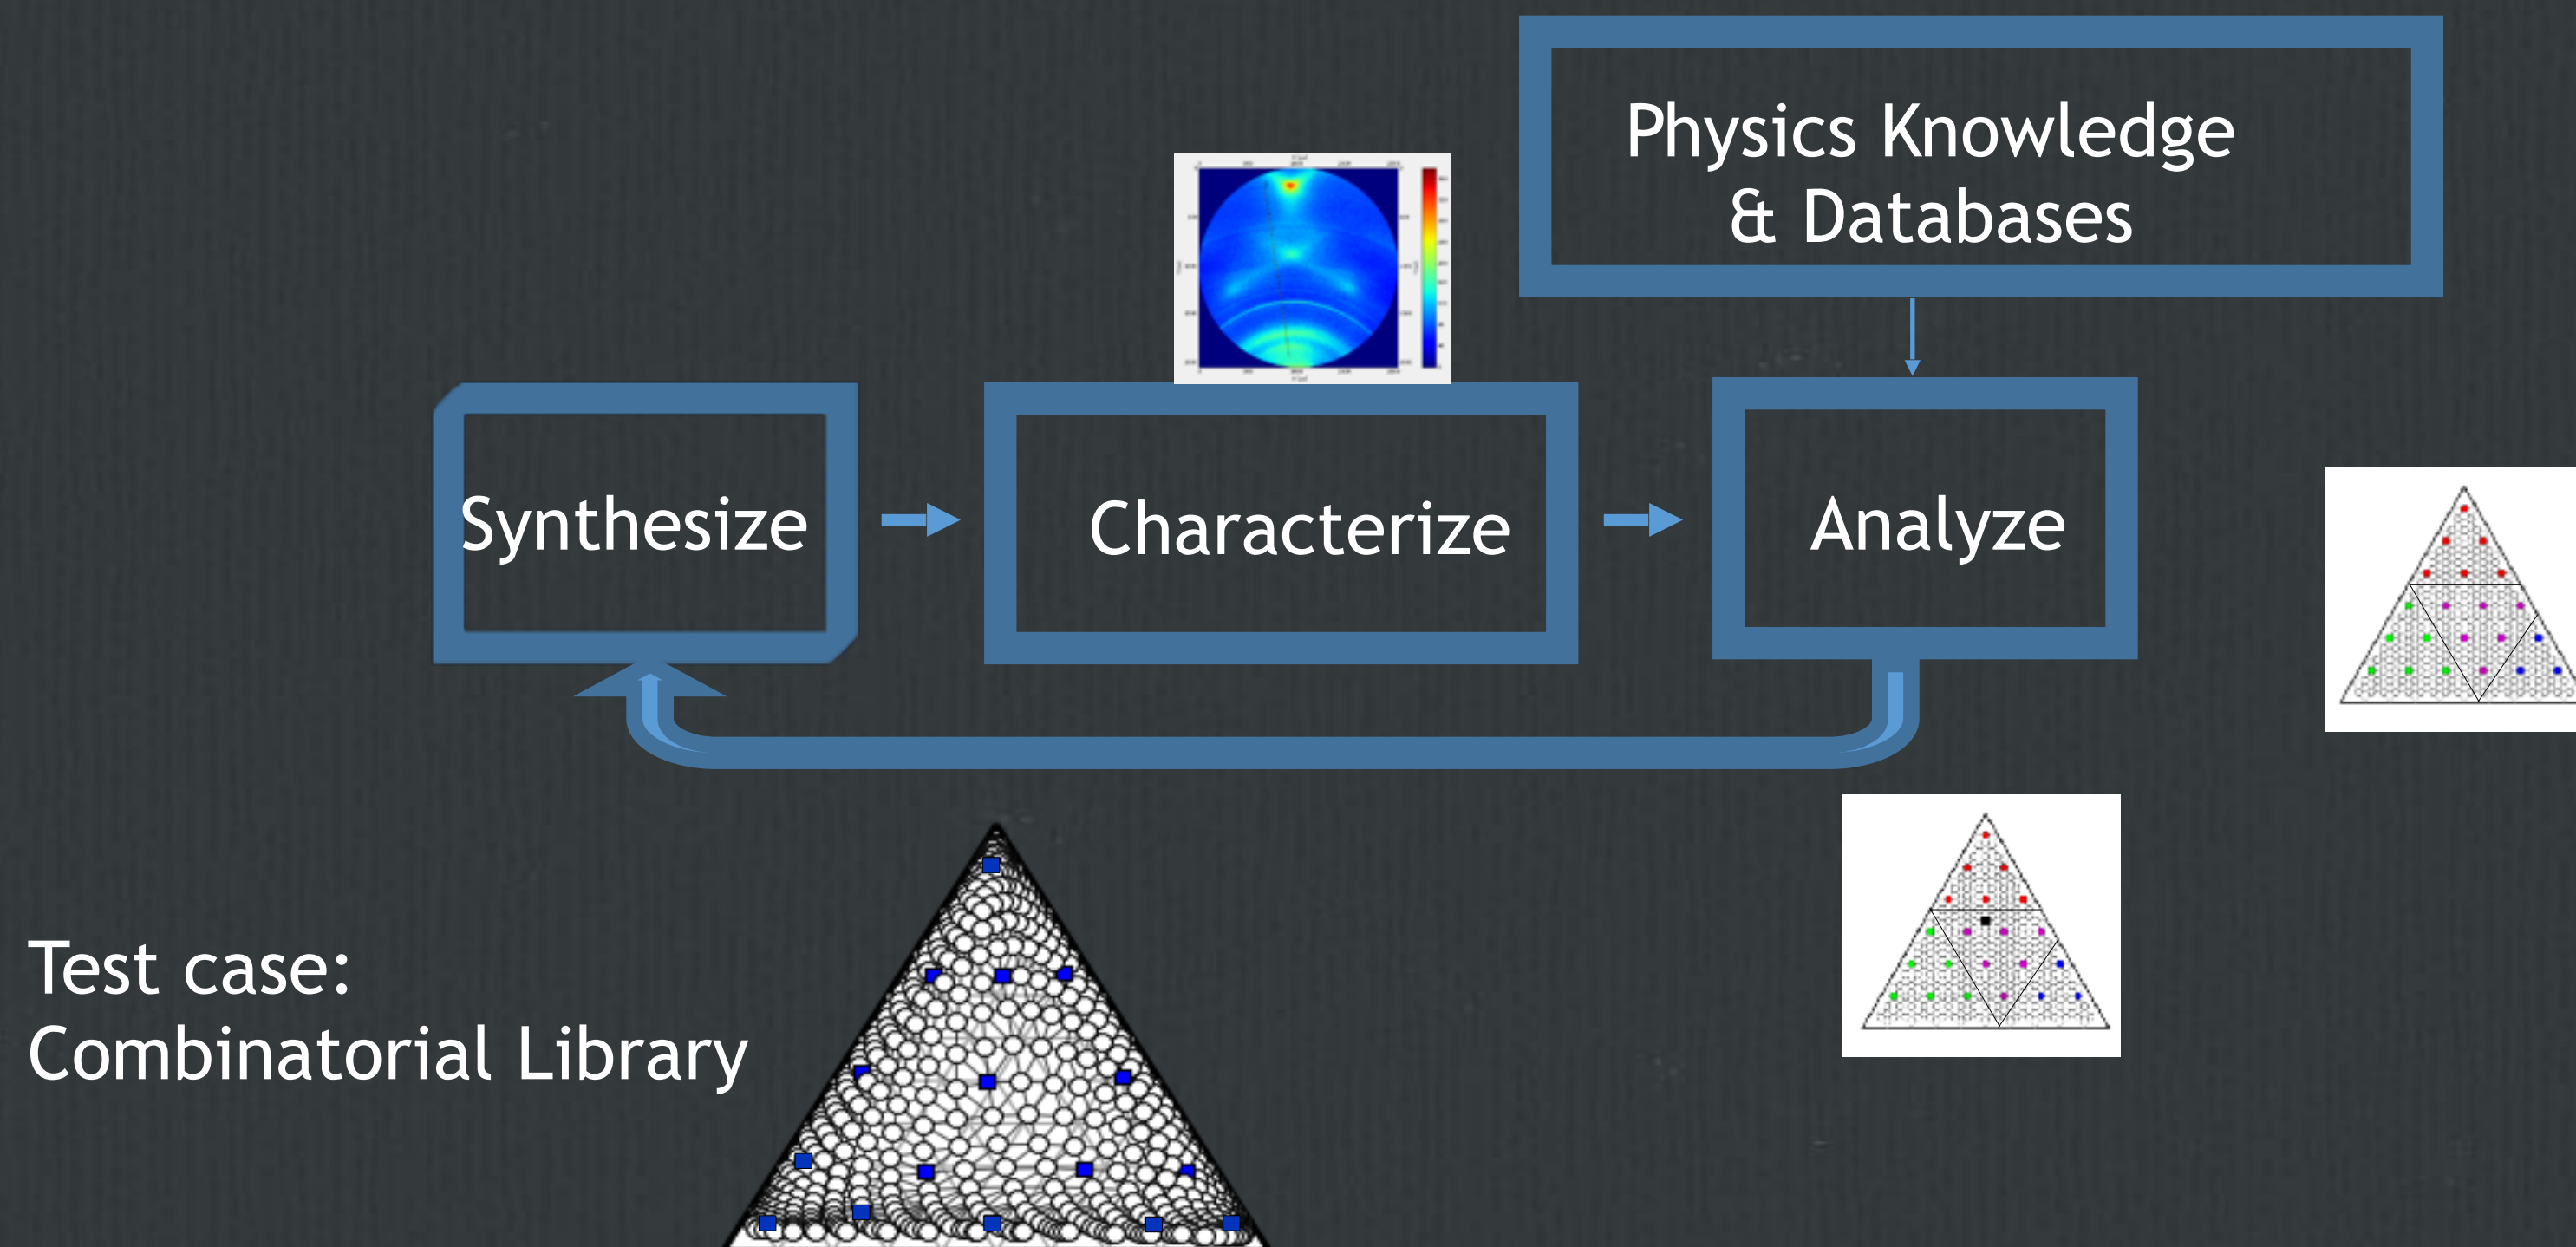 Physics Knowledge
& Databases
Synthesize
Characterize
Analyze
Test case:
Combinatorial Library